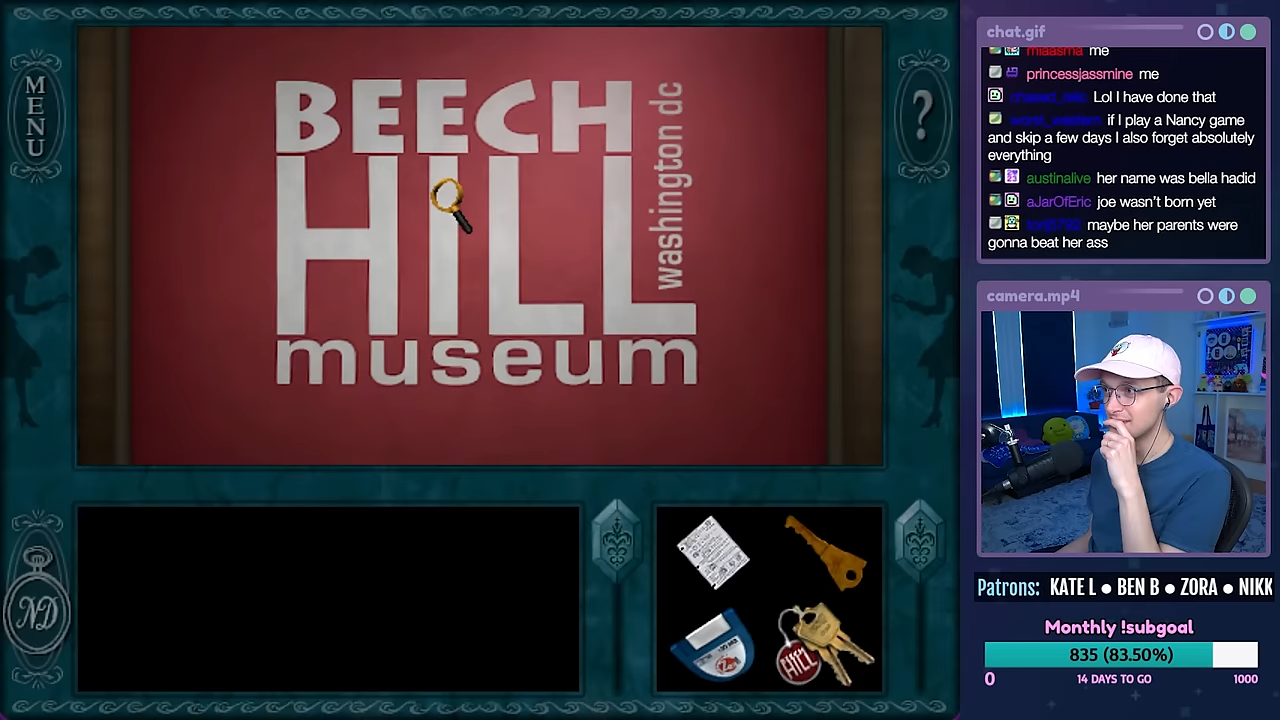 MENU
BEECH
HILL
museum
washington dc
?
ND
HILL
chat.gif
miaasma me
princessjassmine me
Lol I have done that
if I play a Nancy game
and skip a few days I also forget absolutely
everything
austinalive her name was bella hadid
aJarOfEric joe wasn't born yet
maybe her parents were
gonna beat her ass
camera.mp4
Patrons: KATE L ● BEN B ● ZORA ● NIKK
Monthly !subgoal
835 (83.50%)
0 14 DAYS TO GO 1000